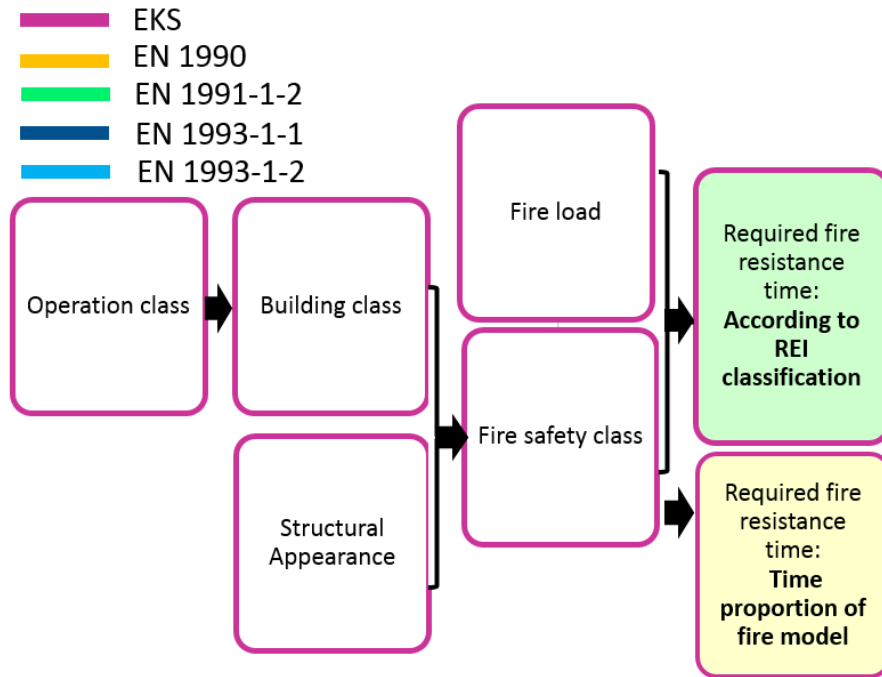 EKS
EN 1990
EN 1991-1-2
EN 1993-1-1
EN 1993-1-2
Operation class
Building class
Structural
Appearance
Fire load
Fire safety class
Required fire
resistance
time:
According to
REI
classification
Required fire
resistance
time:
Time
proportion of
fire model